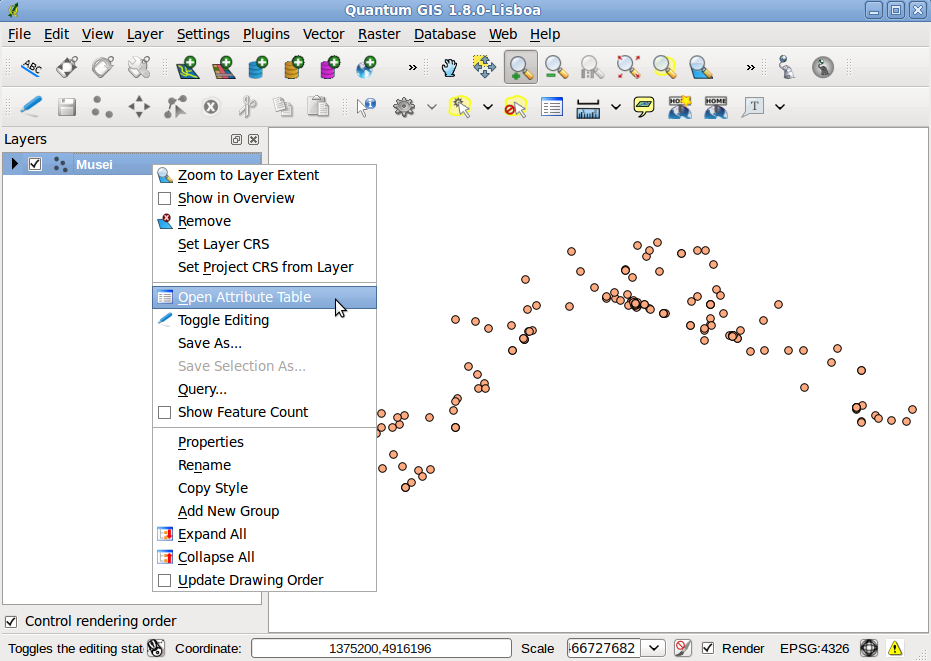 Quantum GIS 1.8.0-Lisboa
File Edit View Layer Settings Plugins Vector Raster Database Web Help
ABC
»
»
HOME
T
Layers
Musei
Zoom to Layer Extent
Show in Overview
Remove
Set Layer CRS
Set Project CRS from Layer
Open Attribute Table
Toggle Editing
Save As...
Save Selection As...
Query...
Show Feature Count
Properties
Rename
Copy Style
Add New Group
Expand All
Collapse All
Update Drawing Order
Control rendering order
Toggles the editing stat Coordinate: 1375200,4916196 Scale 66727682 Render EPSG:4326